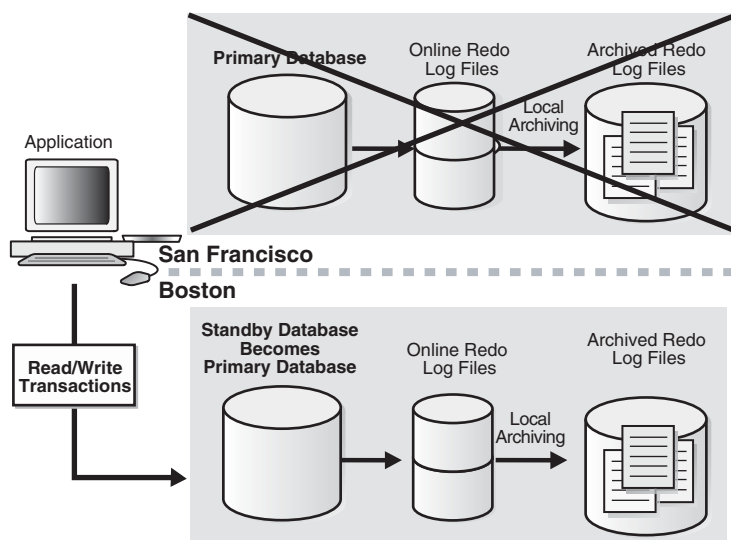 Primary Database
Online Redo
Log Files
Archived Redo
Log Files
Local
Archiving
Application
San Francisco
Boston
Standby Database
Becomes
Primary Database
Online Redo
Log Files
Archived Redo
Log Files
Read/Write
Transactions
Local
Archiving